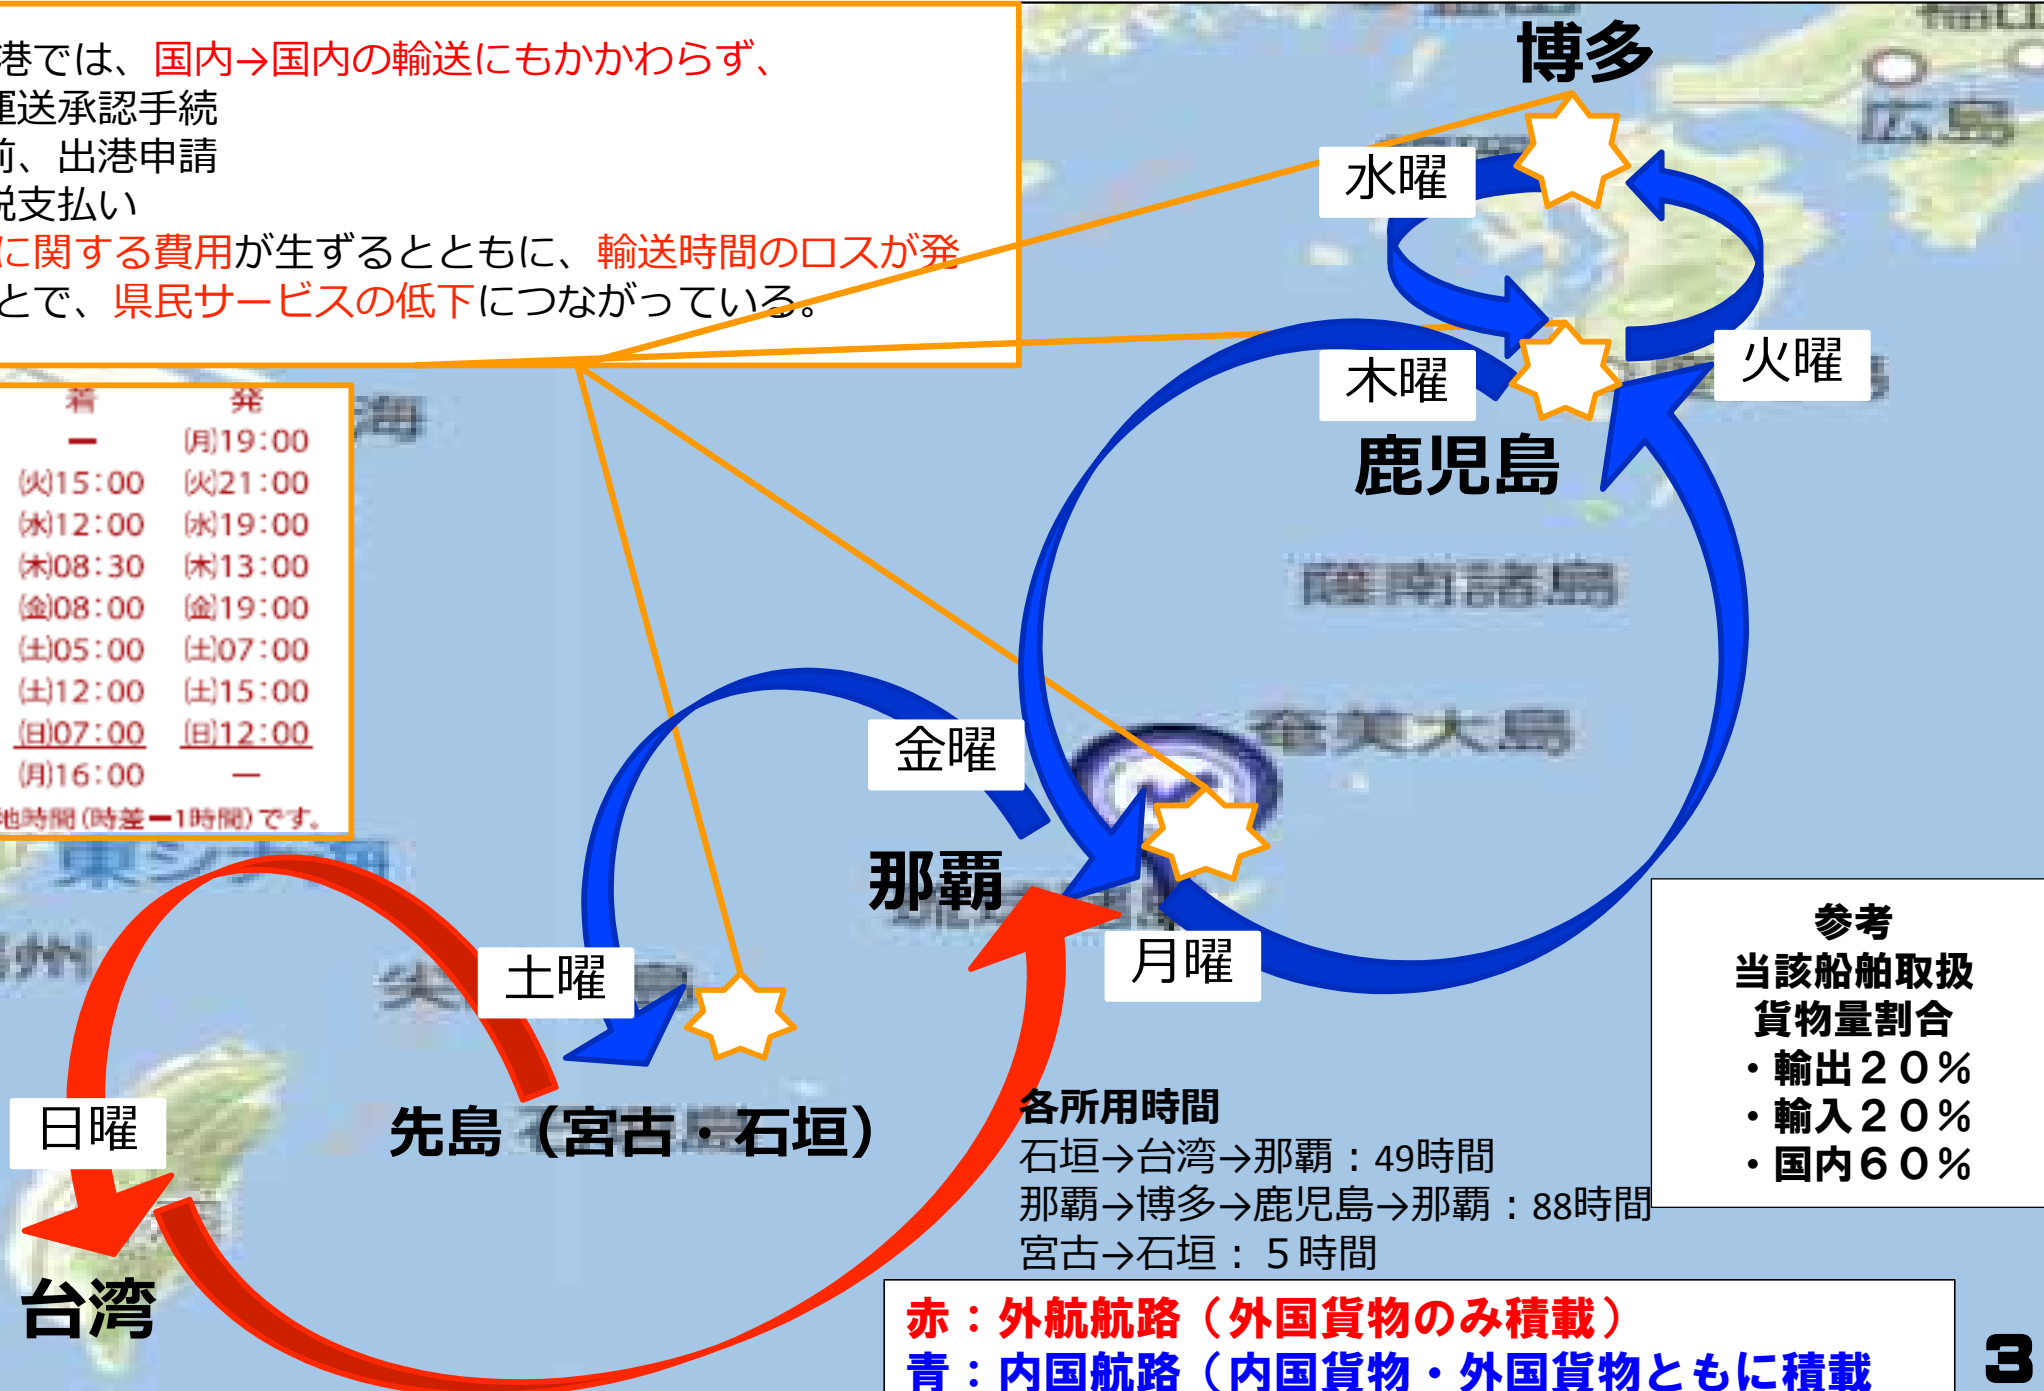 港では、国内→国内の輸送にもかかわらず、
運送承認手続
前、出港申請
税支払い
に関する費用が生ずるとともに、輸送時間のロスが発
とで、県民サービスの低下につながっている。
着 発
ー (月)19:00
(火)15:00 (火)21:00
(水)12:00 (水)19:00
(木)08:30 (木)13:00
(金)08:00 (金)19:00
(土)05:00 (土)07:00
(土)12:00 (土)15:00
(日)07:00 (日)12:00
(月)16:00 ―
地時間(時差ー1時間)です。
博多
広島
水曜
火曜
木曜
鹿児島
海
薩南諸島
奄美大島
金曜
那覇
月曜
東シナ海
州
土曜
日曜
先島（宮古・石垣）
台湾
参考
当該船舶取扱
貨物量割合
・輸出２０％
・輸入２０％
・国内６０％
各所用時間
石垣→台湾→那覇：49時間
那覇→博多→鹿児島→那覇：88時間
宮古→石垣：５時間
赤：外航航路（外国貨物のみ積載）
青：内国航路（内国貨物・外国貨物ともに積載
3